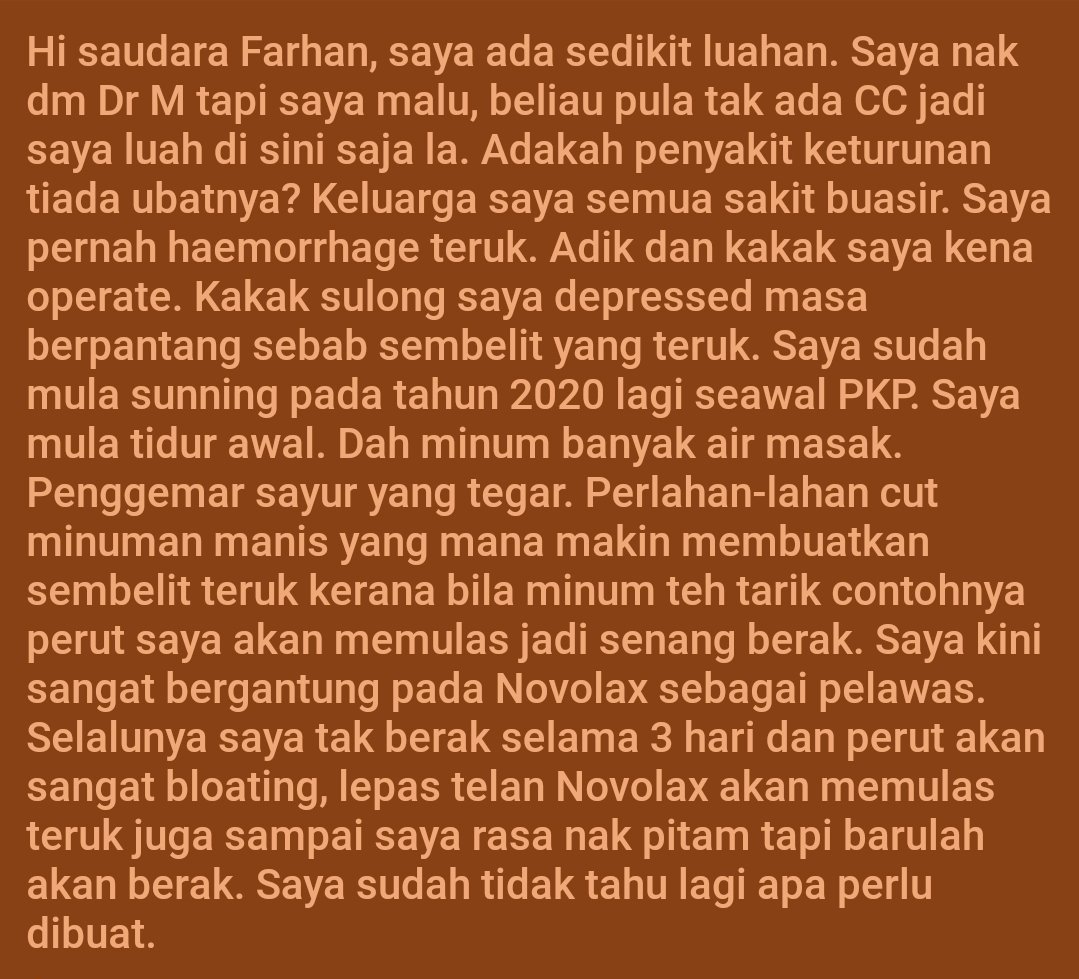 Hi saudara Farhan, saya ada sedikit luahan. Saya nak
dm Dr M tapi saya malu, beliau pula tak ada CC jadi
saya luah di sini saja la. Adakah penyakit keturunan
tiada ubatnya? Keluarga saya semua sakit buasir. Saya
pernah haemorrhage teruk. Adik dan kakak saya kena
operate. Kakak sulong saya depressed masa
berpantang sebab sembelit yang teruk. Saya sudah
mula sunning pada tahun 2020 lagi seawal PKP. Saya
mula tidur awal. Dah minum banyak air masak.
Penggemar sayur yang tegar. Perlahan-lahan cut
minuman manis yang mana makin membuatkan
sembelit teruk kerana bila minum teh tarik contohnya
perut saya akan memulas jadi senang berak. Saya kini
sangat bergantung pada Novolax sebagai pelawas.
Selalunya saya tak berak selama 3 hari dan perut akan
sangat bloating, lepas telan Novolax akan memulas
teruk juga sampai saya rasa nak pitam tapi barulah
akan berak. Saya sudah tidak tahu lagi apa perlu
dibuat.